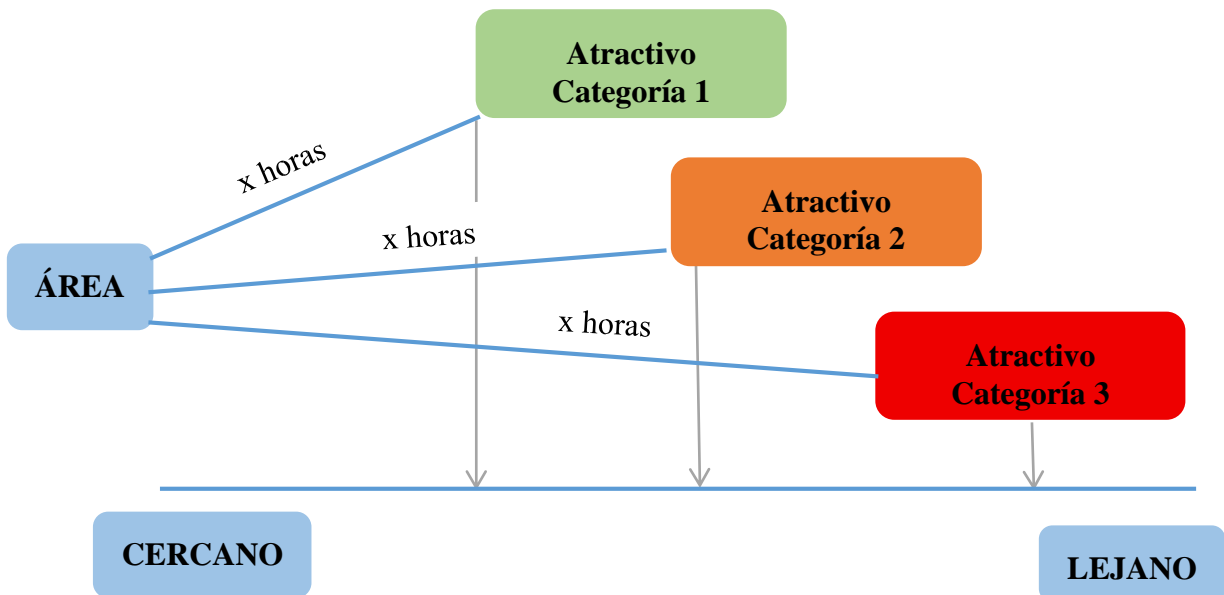 Atractivo
Categoría 1
x horas
Atractivo
Categoría 2
x horas
ÁREA
x horas
Atractivo
Categoría 3
CERCANO
LEJANO